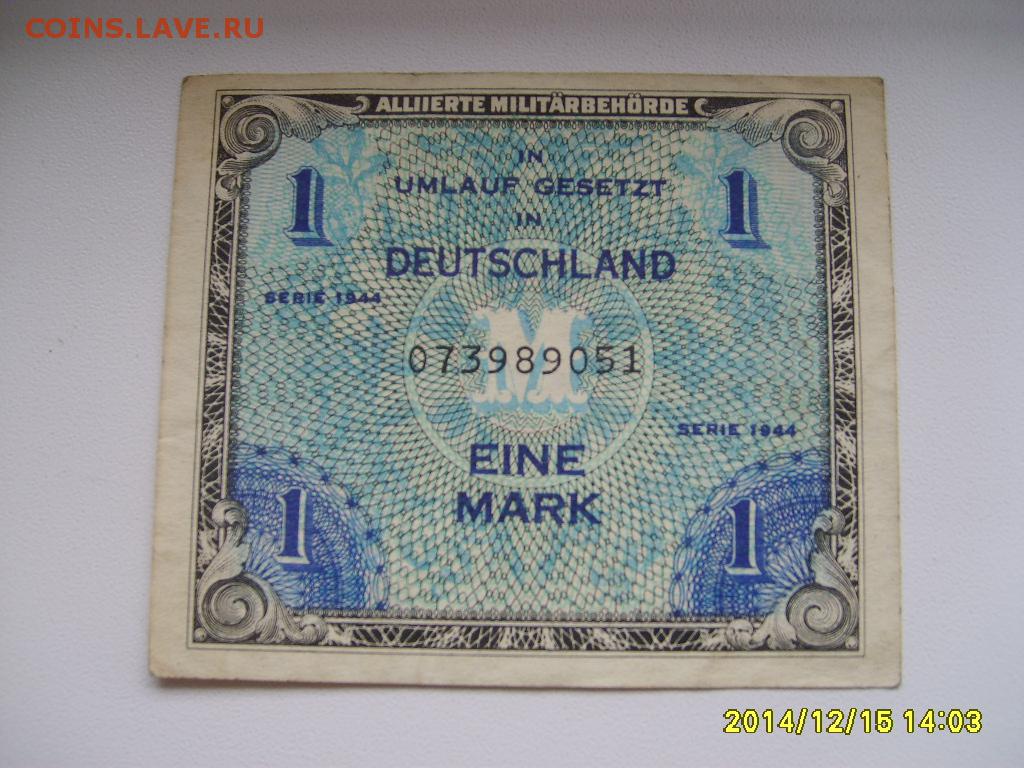 COINS.LAVE.RU
ALLIIERTE MILITÄRBEHÖRDE
IN
1 UMLAUF GESETZT 1
IN
DEUTSCHLAND
SERIE 1944
M
073989051
SERIE 1944
EINE
1 MARK 1
2014/12/15 14:03